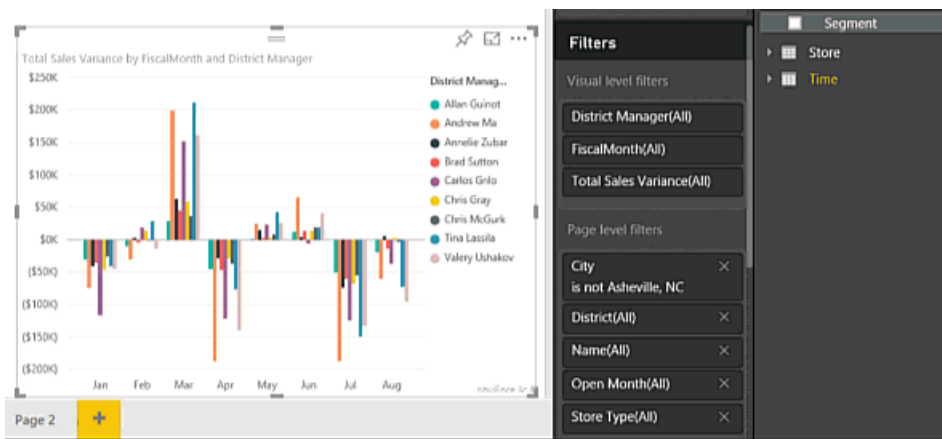 Total Sales Variance by FiscalMonth and District Manager
$250K
$200K
$150K
$100K
$50K
$0K
($50K)
($100K)
($150K)
($200K)
Jan Feb Mar Apr May Jun Jul Aug
District Manag...
Allan Guinot
Andrew Ma
Annelie Zubar
Brad Sutton
Carlos Grilo
Chris Gray
Chris McGurk
Tina Lassila
Valery Ushakov
Page 2 +
Filters
Visual level filters
District Manager(All)
FiscalMonth(All)
Total Sales Variance(All)
Page level filters
City
is not Asheville, NC
District(All)
Name(All)
Open Month(All)
Store Type(All)
Segment
Store
Time